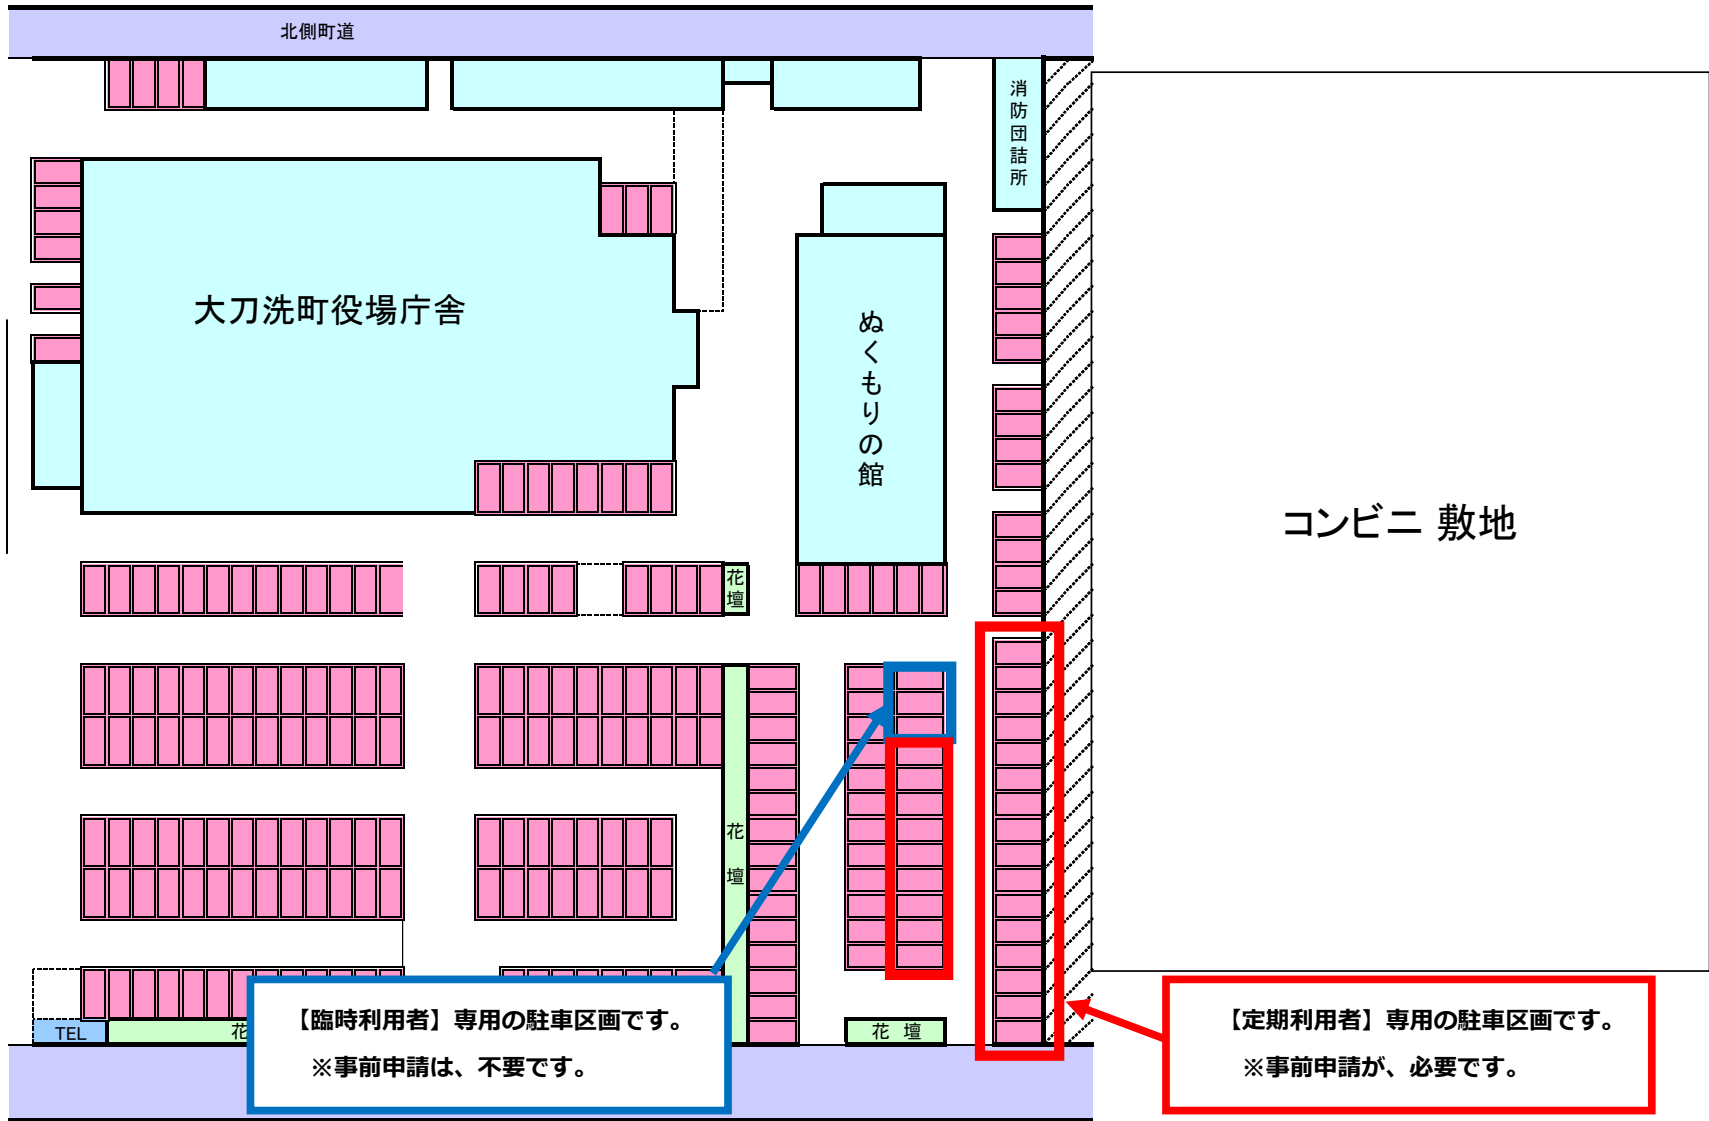 北側町道
消防団詰所
大刀洗町役場庁舎
ぬくもりの館
コンビニ 敷地
花壇
花壇
TEL
花
花 壇
【臨時利用者】専用の駐車区画です。
※事前申請は、不要です。
【定期利用者】専用の駐車区画です。
※事前申請が、必要です。